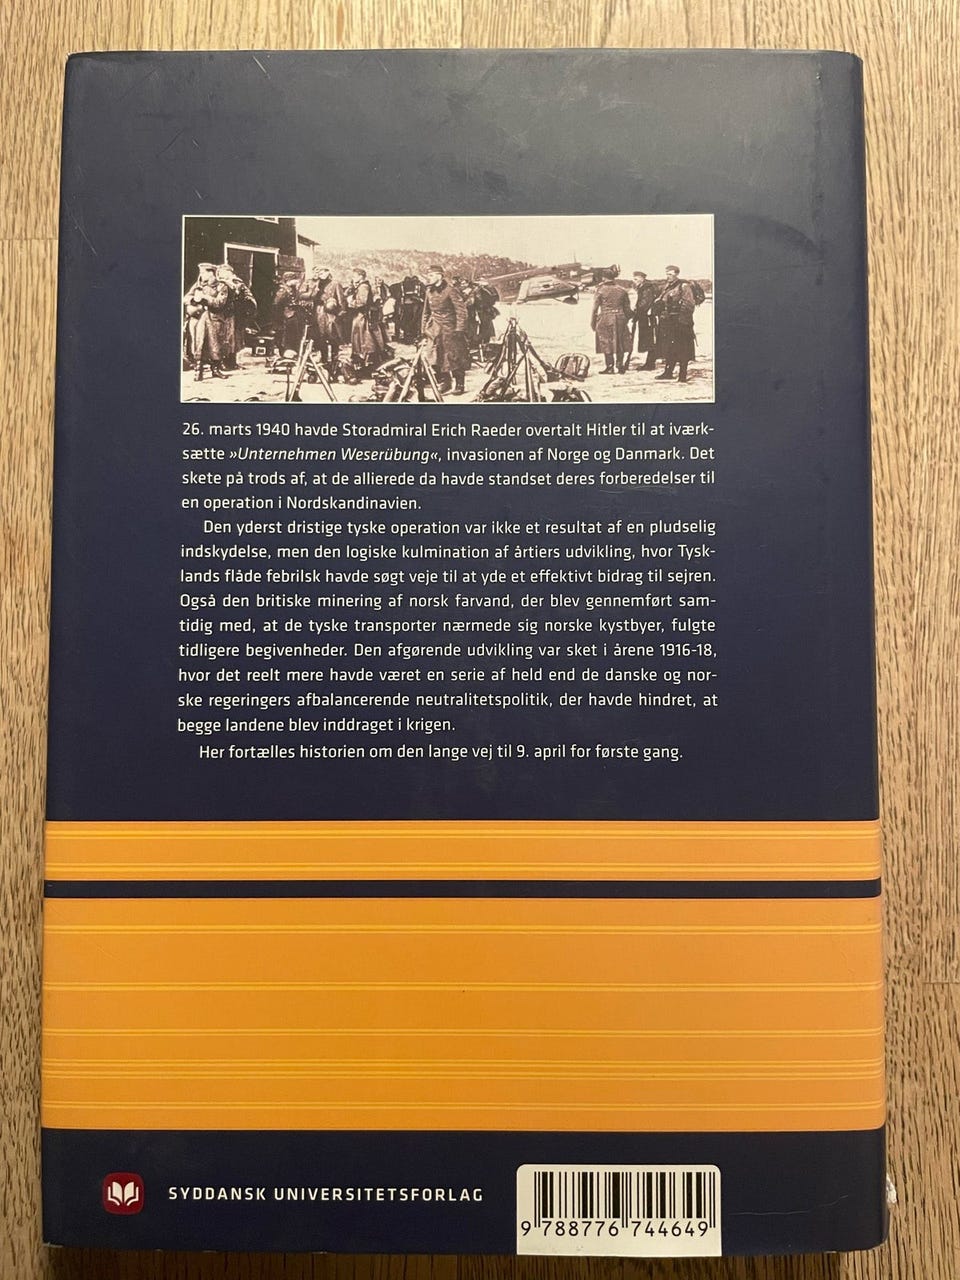 26. marts 1940 havde Storadmiral Erich Raeder overtalt Hitler til at iværk-
sætte »Unternehmen Weserübung«, invasionen af Norge og Danmark. Det
skete på trods af, at de allierede da havde standset deres forberedelser til
en operation i Nordskandinavien.
Den yderst dristige tyske operation var ikke et resultat af en pludselig
indskydelse, men den logiske kulmination af årtiers udvikling, hvor Tysk-
lands flåde febrilsk havde søgt veje til at yde et effektivt bidrag til sejren.
Også den britiske minering af norsk farvand, der blev gennemført sam-
tidig med, at de tyske transporter nærmede sig norske kystbyer, fulgte
tidligere begivenheder. Den afgørende udvikling var sket i årene 1916-18,
hvor det reelt mere havde været en serie af held end de danske og nor-
ske regeringers afbalancerende neutralitetspolitik, der havde hindret, at
begge landene blev inddraget i krigen.
Her fortælles historien om den lange vej til 9. april for første gang.
SYDDANSK UNIVERSITETSFORLAG
9 788776 744649